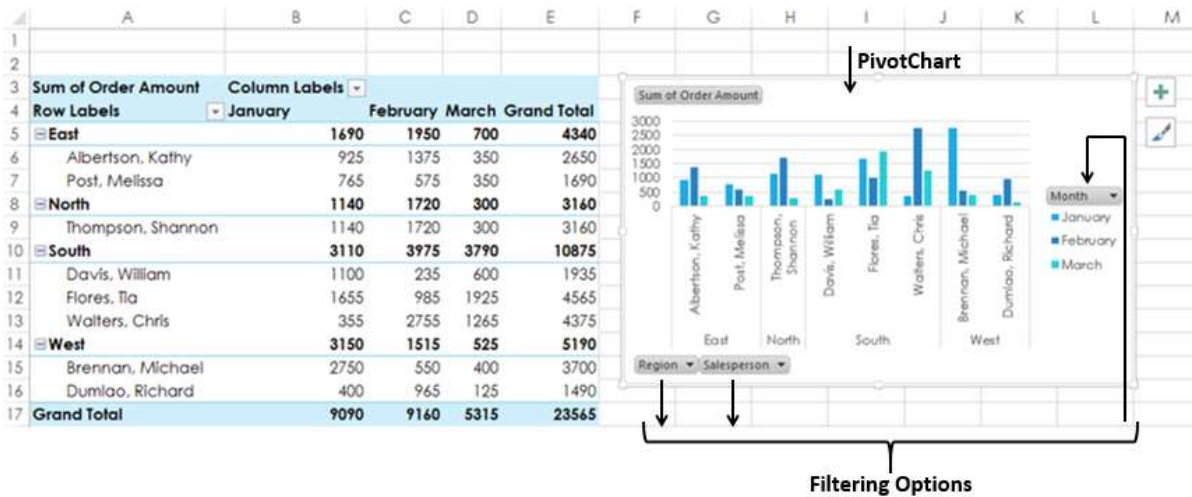 A B C D E F G H I J K L M
1
2
3 Sum of Order Amount Column Labels
4 Row Labels January February March Grand Total
5 East 1690 1950 700 4340
6 Albertson, Kathy 925 1375 350 2650
7 Post, Melissa 765 575 350 1690
8 North 1140 1720 300 3160
9 Thompson, Shannon 1140 1720 300 3160
10 South 3110 3975 3790 10875
11 Davis, William 1100 235 600 1935
12 Flores, Tia 1655 985 1925 4565
13 Walters, Chris 355 2755 1265 4375
14 West 3150 1515 525 5190
15 Brennan, Michael 2750 550 400 3700
16 Dumlao, Richard 400 965 125 1490
17 Grand Total 9090 9160 5315 23565
PivotChart
Sum of Order Amount
3000
2500
2000
1500
1000
500
0
Albertson, Kathy
Post, Melissa
Thompson,
Shannon
Davis, William
Flores, Tia
Walters, Chris
Brennan, Michael
Dumlao, Richard
East North South West
Month
January
February
March
Region Salesperson
Filtering Options